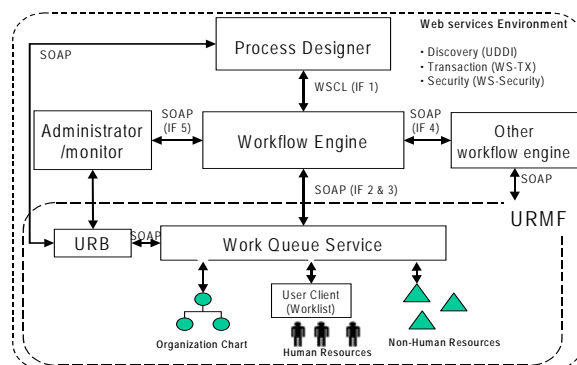 Web services Environment
• Discovery (UDDI)
• Transaction (WS-TX)
• Security (WS-Security)
SOAP
Process Designer
WSCL (IF 1)
Administrator
/monitor
SOAP
(IF 5)
Workflow Engine
SOAP
(IF 4)
Other
workflow engine
SOAP (IF 2 & 3)
SOAP
URMF
URB
SOAP
Work Queue Service
User Client
(Worklist)
Organization Chart
Human Resources
Non-Human Resources